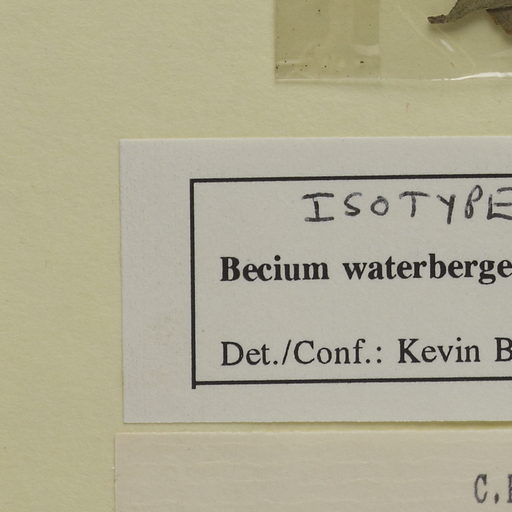 ISOTYPE
Becium waterberge
Det./Conf.: Kevin B
C.